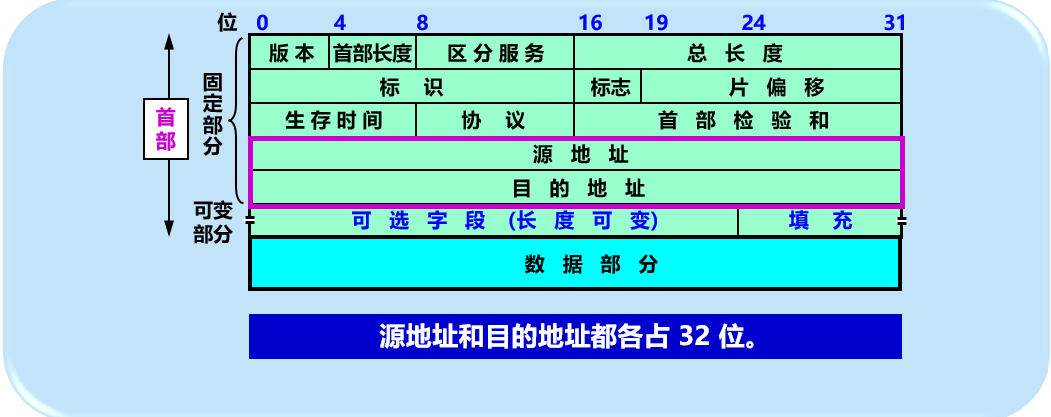 位 0 4 8 16 19 24 31
版本 首部长度 区分服务 总长度
标识 标志 片偏移
生存时间 协议 首部检验和
源地址
目的地址
可选字段 (长度可变) 填充
数据部分
首部
固定部分
可变
部分
源地址和目的地址都各占 32 位。